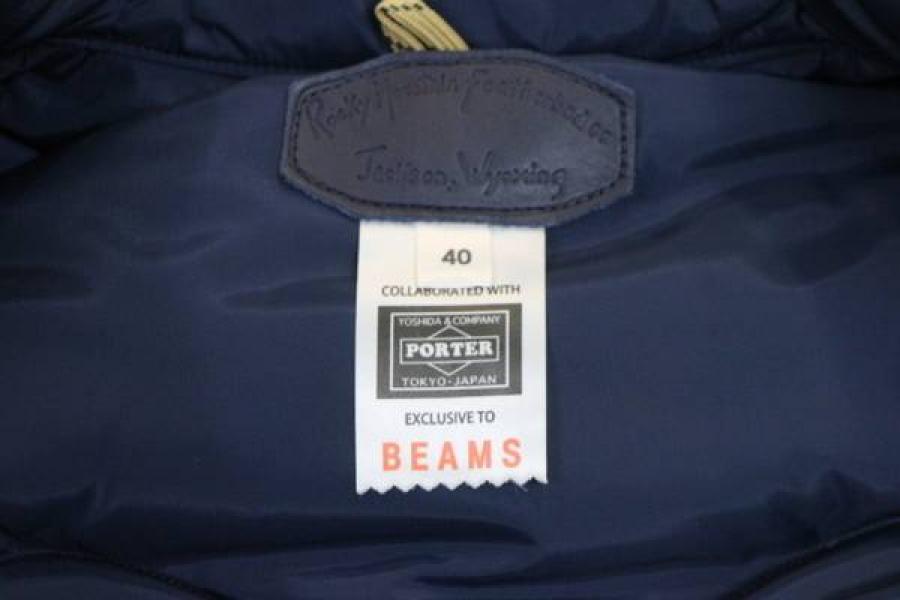 Rocky Mountain Featherbed co
Jackson, Wyoming
40
COLLABORATED WITH
YOSHIDA & COMPANY
PORTER
TOKYO-JAPAN
EXCLUSIVE TO
BEAMS